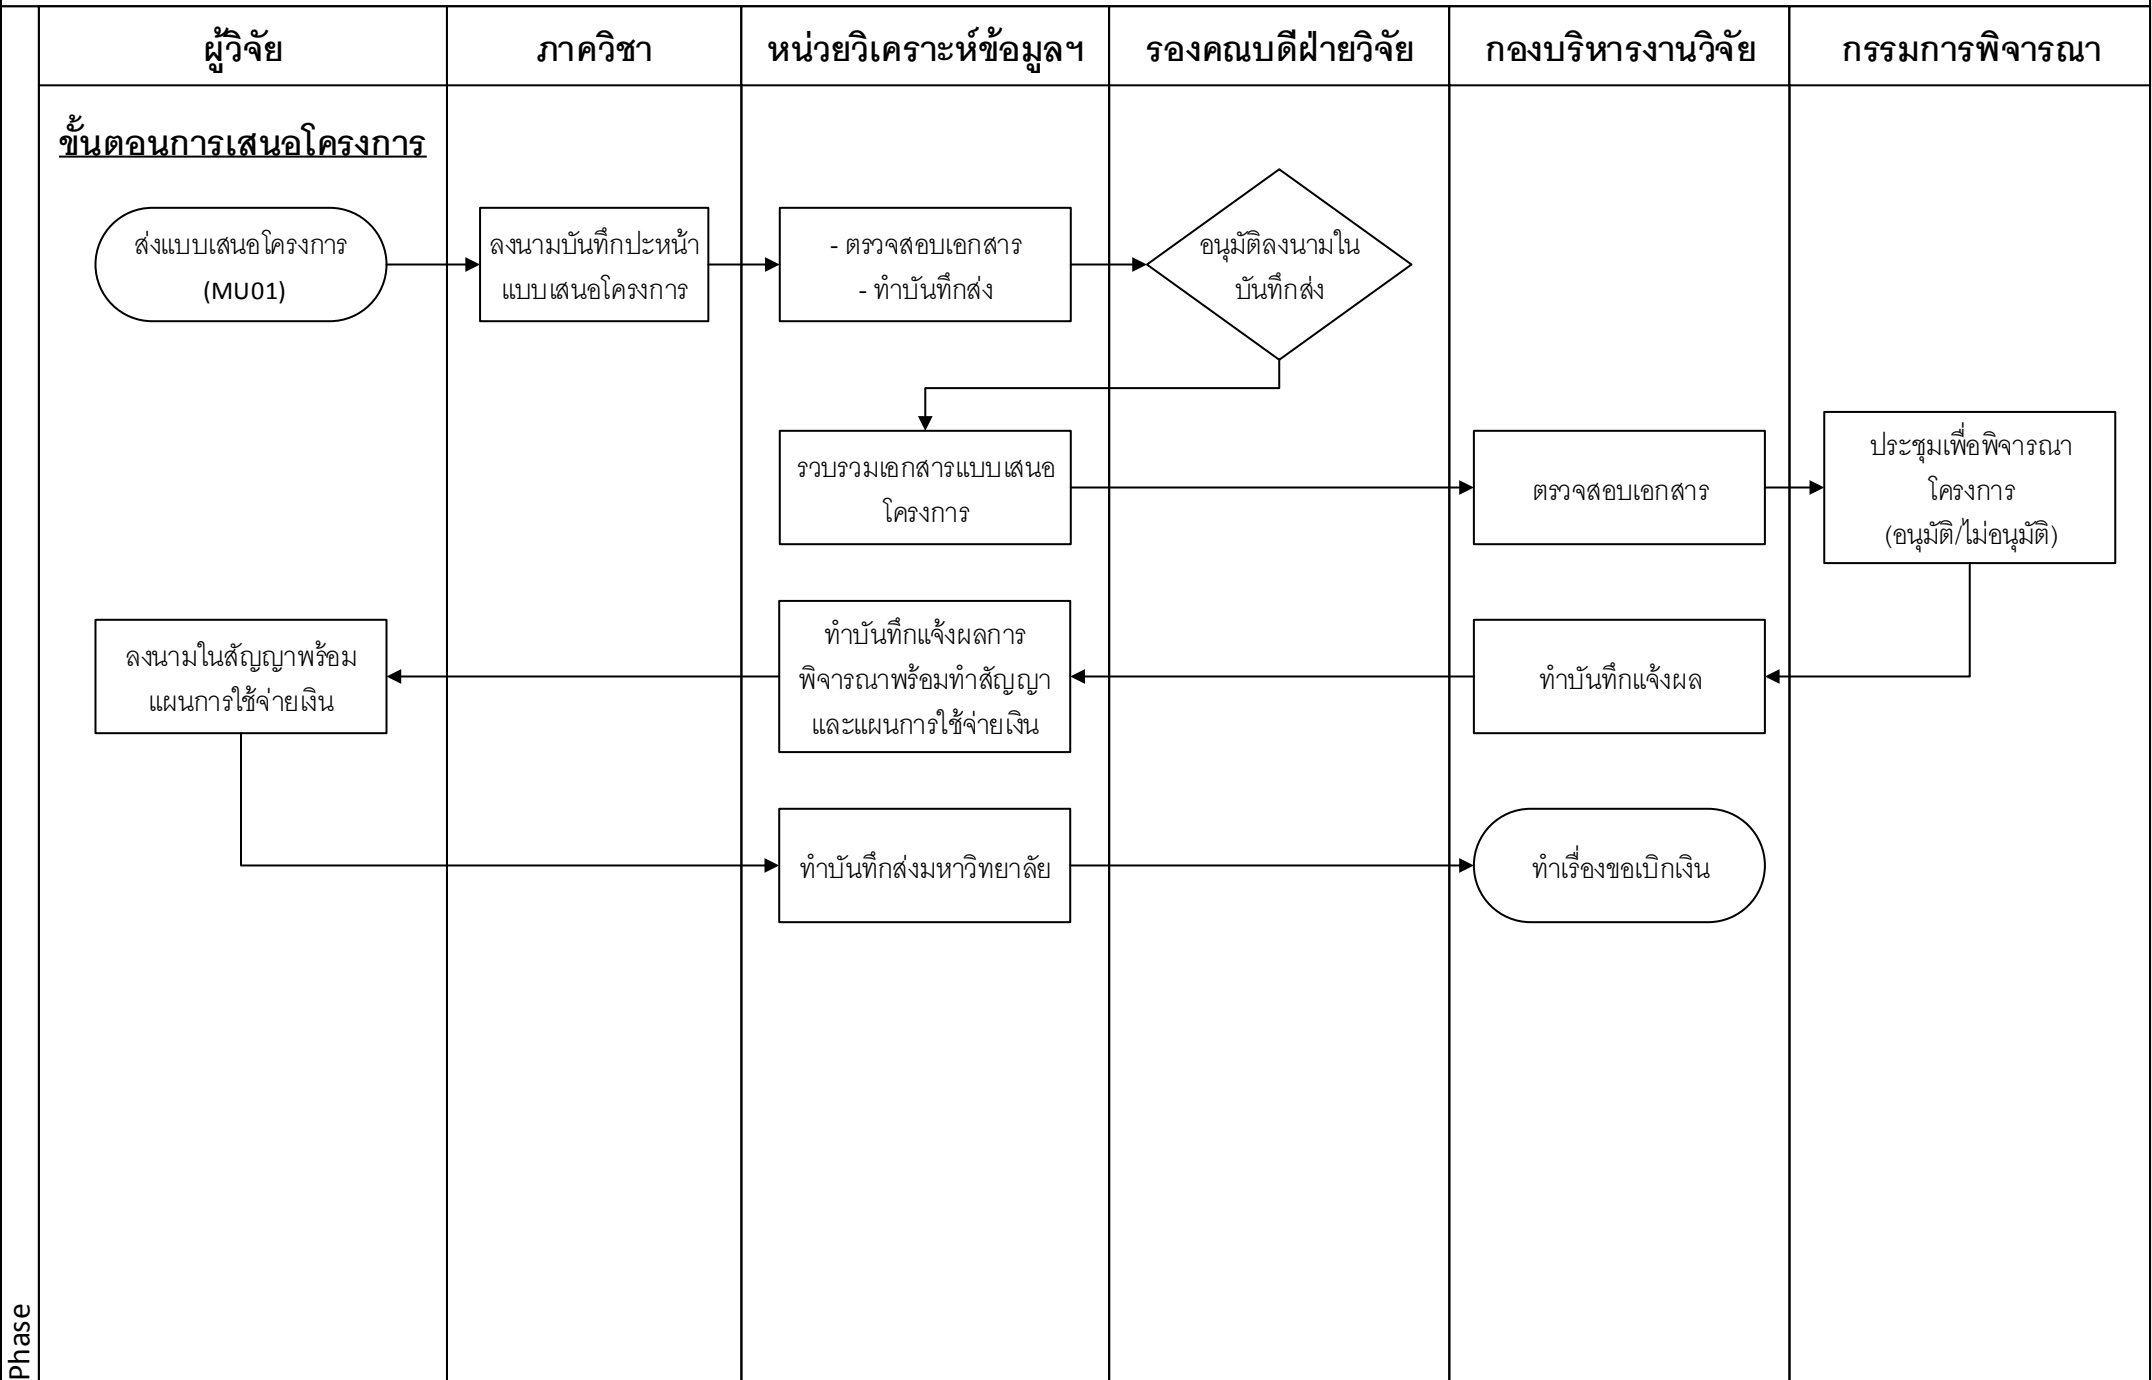 ผู้วิจัย
ภาควิชา
หน่วยวิเคราะห์ข้อมูลฯ
รองคณบดีฝ่ายวิจัย
กองบริหารงานวิจัย
กรรมการพิจารณา
ขั้นตอนการเสนอโครงการ
ส่งแบบเสนอโครงการ
(MU01)
ลงนามบันทึกปะหน้า
แบบเสนอโครงการ
- ตรวจสอบเอกสาร
- ทำบันทึกส่ง
อนุมัติลงนามใน
บันทึกส่ง
รวบรวมเอกสารแบบเสนอ
โครงการ
ตรวจสอบเอกสาร
ประชุมเพื่อพิจารณา
โครงการ
(อนุมัติ/ไม่อนุมัติ)
ลงนามในสัญญาพร้อม
แผนการใช้จ่ายเงิน
ทำบันทึกแจ้งผลการ
พิจารณาพร้อมทำสัญญา
และแผนการใช้จ่ายเงิน
ทำบันทึกแจ้งผล
ทำบันทึกส่งมหาวิทยาลัย
ทำเรื่องขอเบิกเงิน
Phase